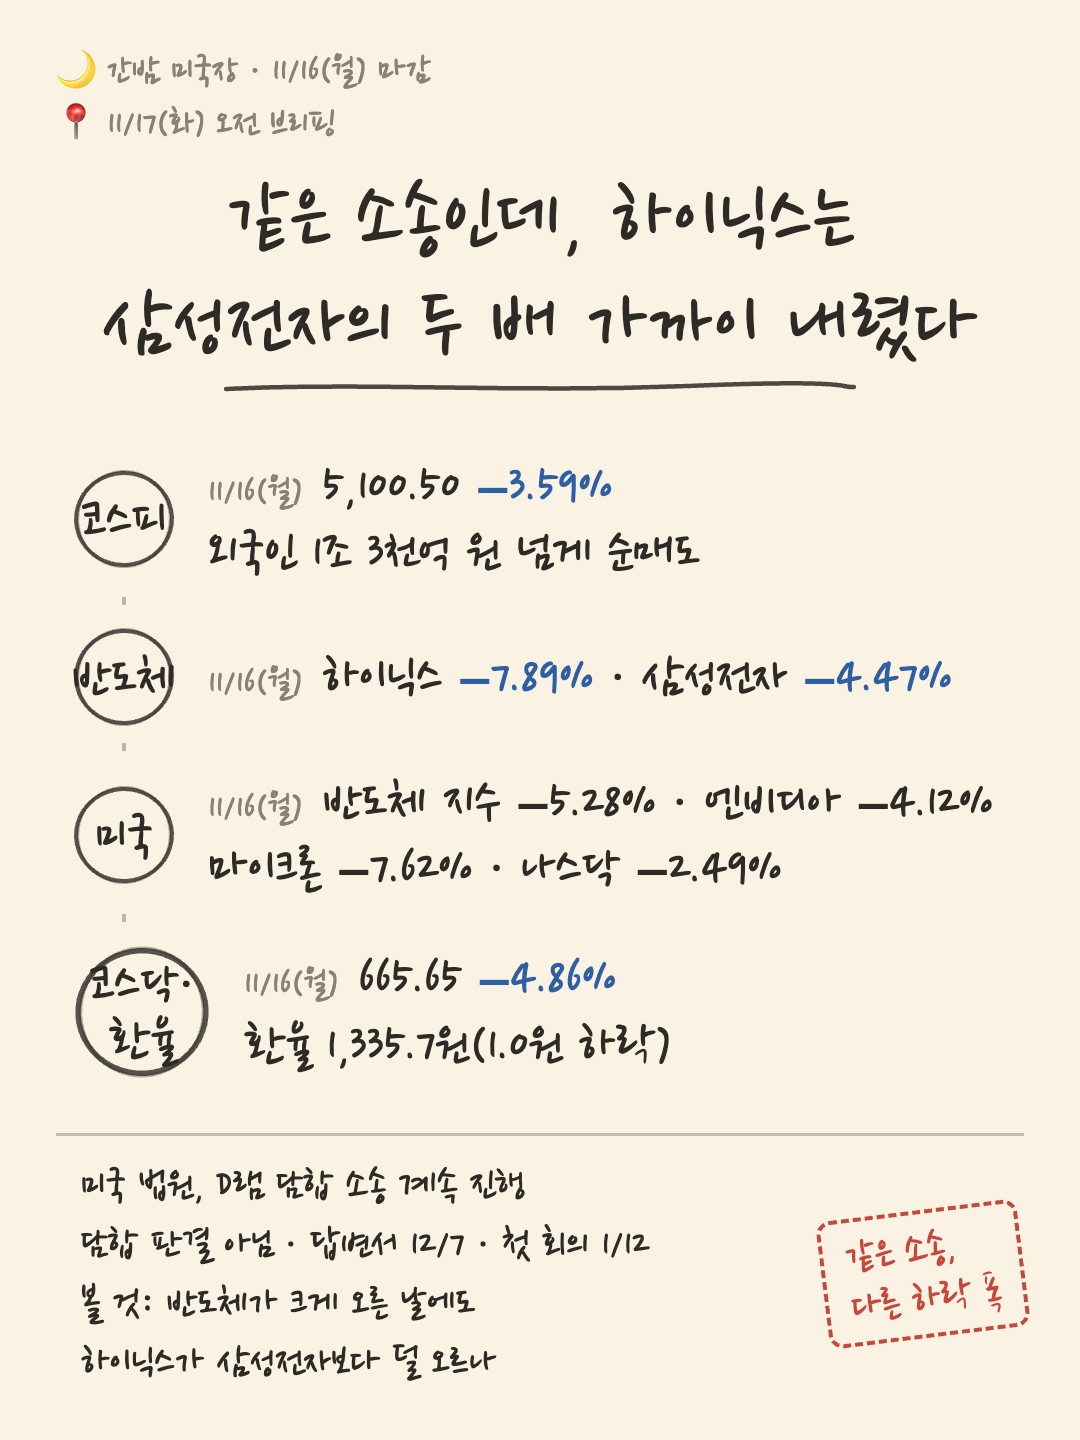 간밤 미국장 · 11/16(월) 마감
11/17(화) 오전 브리핑
같은 소송인데, 하이닉스는
삼성전자의 두 배 가까이 내렸다
코스피
11/16(월) 5,100.50 —3.59%
외국인 1조 3천억 원 넘게 순매도
반도체
11/16(월) 하이닉스 —7.89% · 삼성전자 —4.47%
미국
11/16(월) 반도체 지수 —5.28% · 엔비디아 —4.12%
마이크론 —7.62% · 나스닥 —2.49%
코스닥·
환율
11/16(월) 665.65 —4.86%
환율 1,335.7원(1.0원 하락)
미국 법원, D램 담합 소송 계속 진행
담합 판결 아님 · 답변서 12/7 · 첫 회의 1/12
볼 것: 반도체가 크게 오른 날에도
하이닉스가 삼성전자보다 덜 오르나
같은 소송,
다른 하락 폭